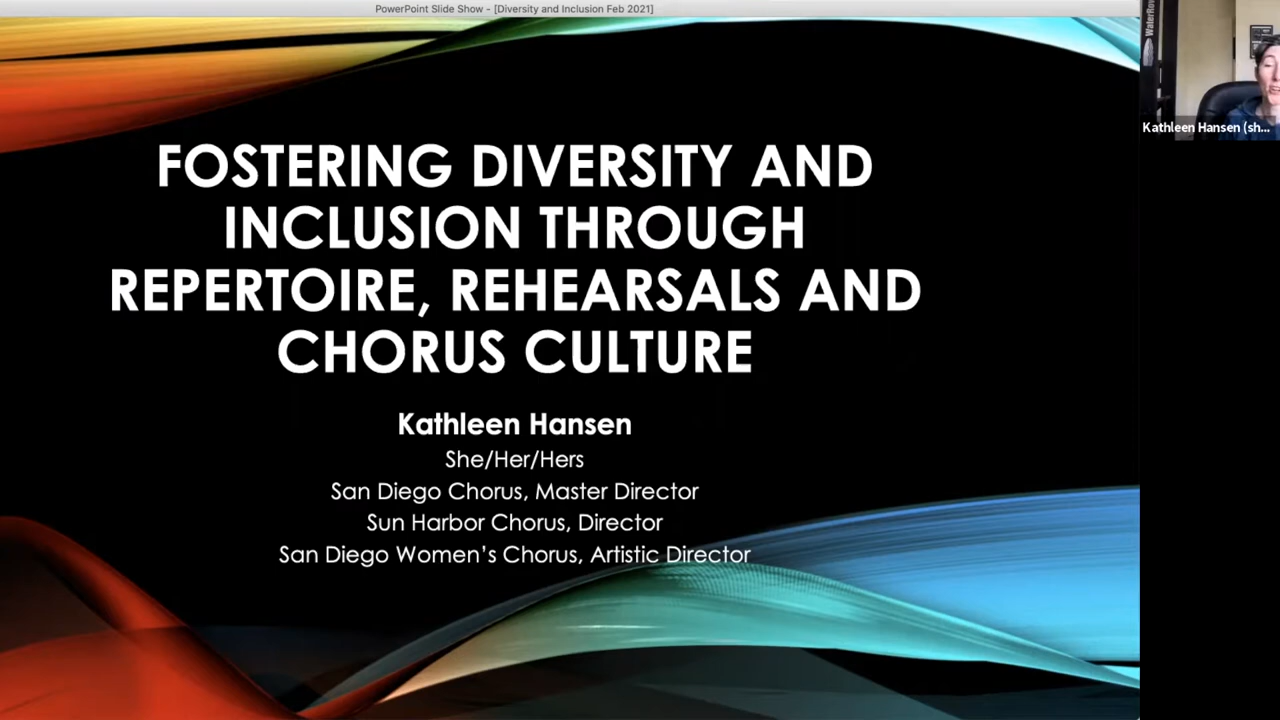 PowerPoint Slide Show - [Diversity and Inclusion Feb 2021]
FOSTERING DIVERSITY AND
INCLUSION THROUGH
REPERTOIRE, REHEARSALS AND
CHORUS CULTURE
Kathleen Hansen
She/Her/Hers
San Diego Chorus, Master Director
Sun Harbor Chorus, Director
San Diego Women's Chorus, Artistic Director
Kathleen Hansen (sh...